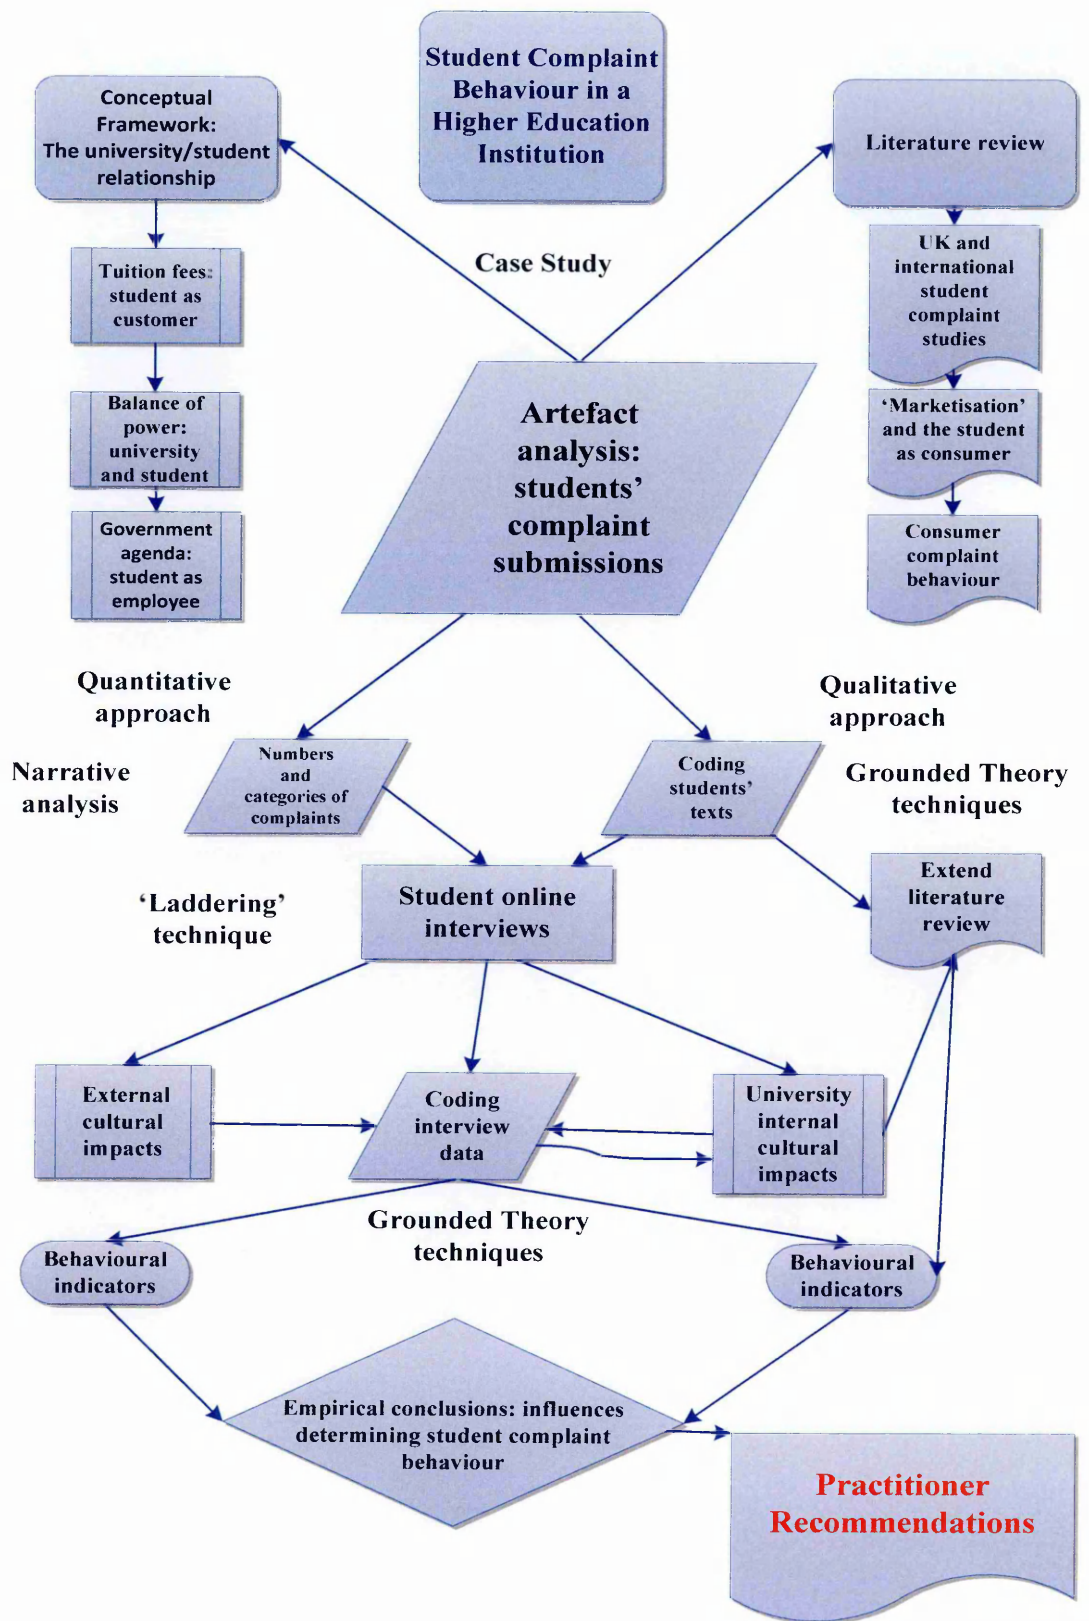 Student Complaint
Behaviour in a
Higher Education
Institution
Conceptual
Framework:
The university/student
relationship
Literature review
Case Study
Tuition fees:
student as
customer
UK and
international
student
complaint
studies
Balance of
power:
university
and student
Artefact
analysis:
students’
complaint
submissions
‘Marketisation’
and the student
as consumer
Government
agenda:
student as
employee
Consumer
complaint
behaviour
Quantitative
approach
Qualitative
approach
Narrative
analysis
Numbers
and
categories of
complaints
Coding
students’
texts
Grounded Theory
techniques
‘Laddering’
technique
Student online
interviews
Extend
literature
review
External
cultural
impacts
Coding
interview
data
University
internal
cultural
impacts
Grounded Theory
techniques
Behavioural
indicators
Behavioural
indicators
Empirical conclusions: influences
determining student complaint
behaviour
Practitioner
Recommendations